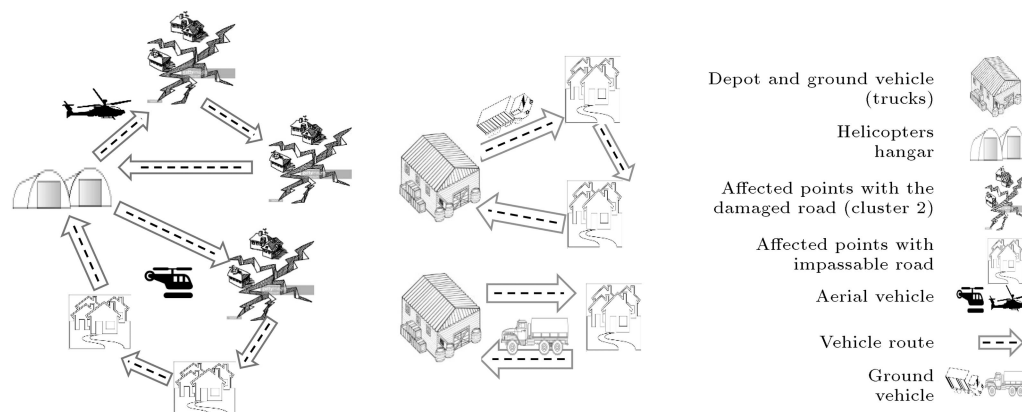 Depot and ground vehicle
(trucks)
Helicopters
hangar
Affected points with the
damaged road (cluster 2)
Affected points with
impassable road
Aerial vehicle
Vehicle route
Ground
vehicle